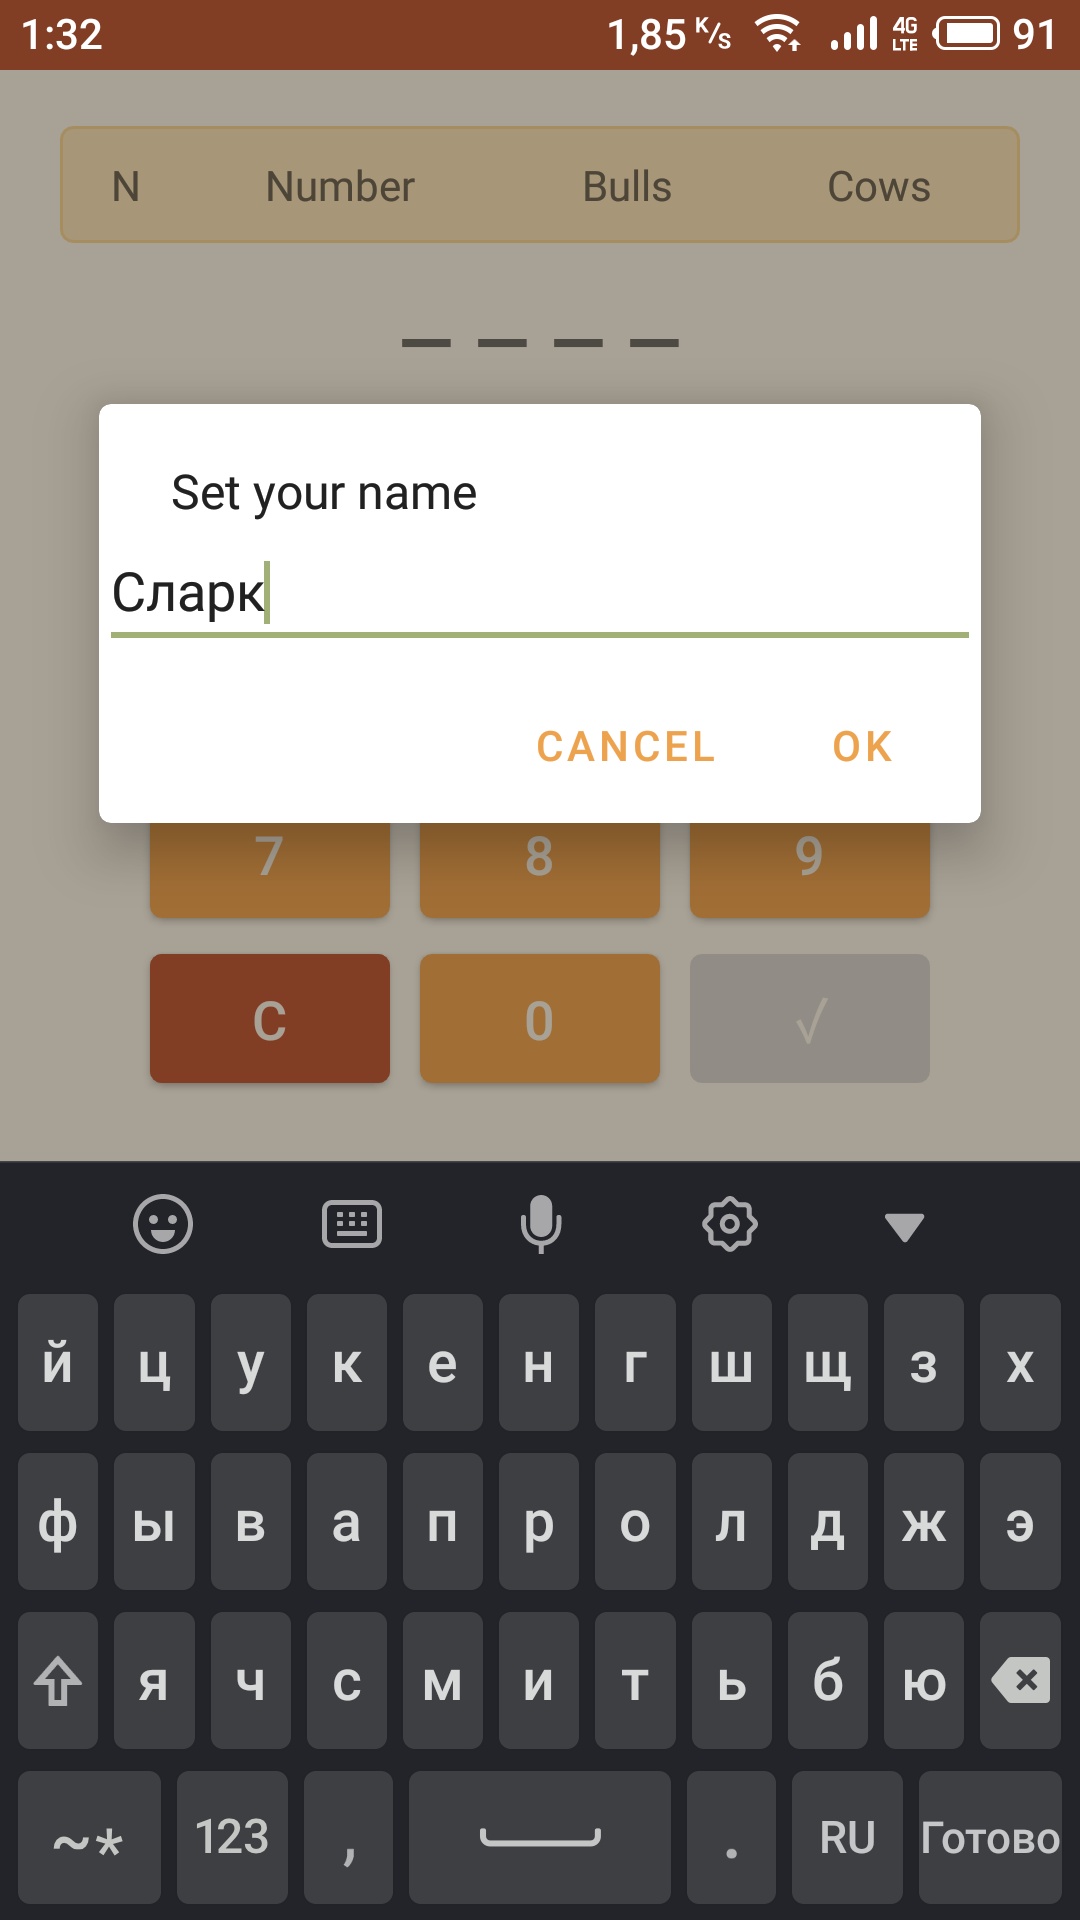 1:32 1,85 K/s 4G LTE 91
N Number Bulls Cows
_ _ _ _
Set your name
Сларк
CANCEL OK
7 8 9
C 0 √
й ц у к е н г ш щ з х
ф ы в а п р о л д ж э
я ч с м и т ь б ю
~* 123 , . RU Готово